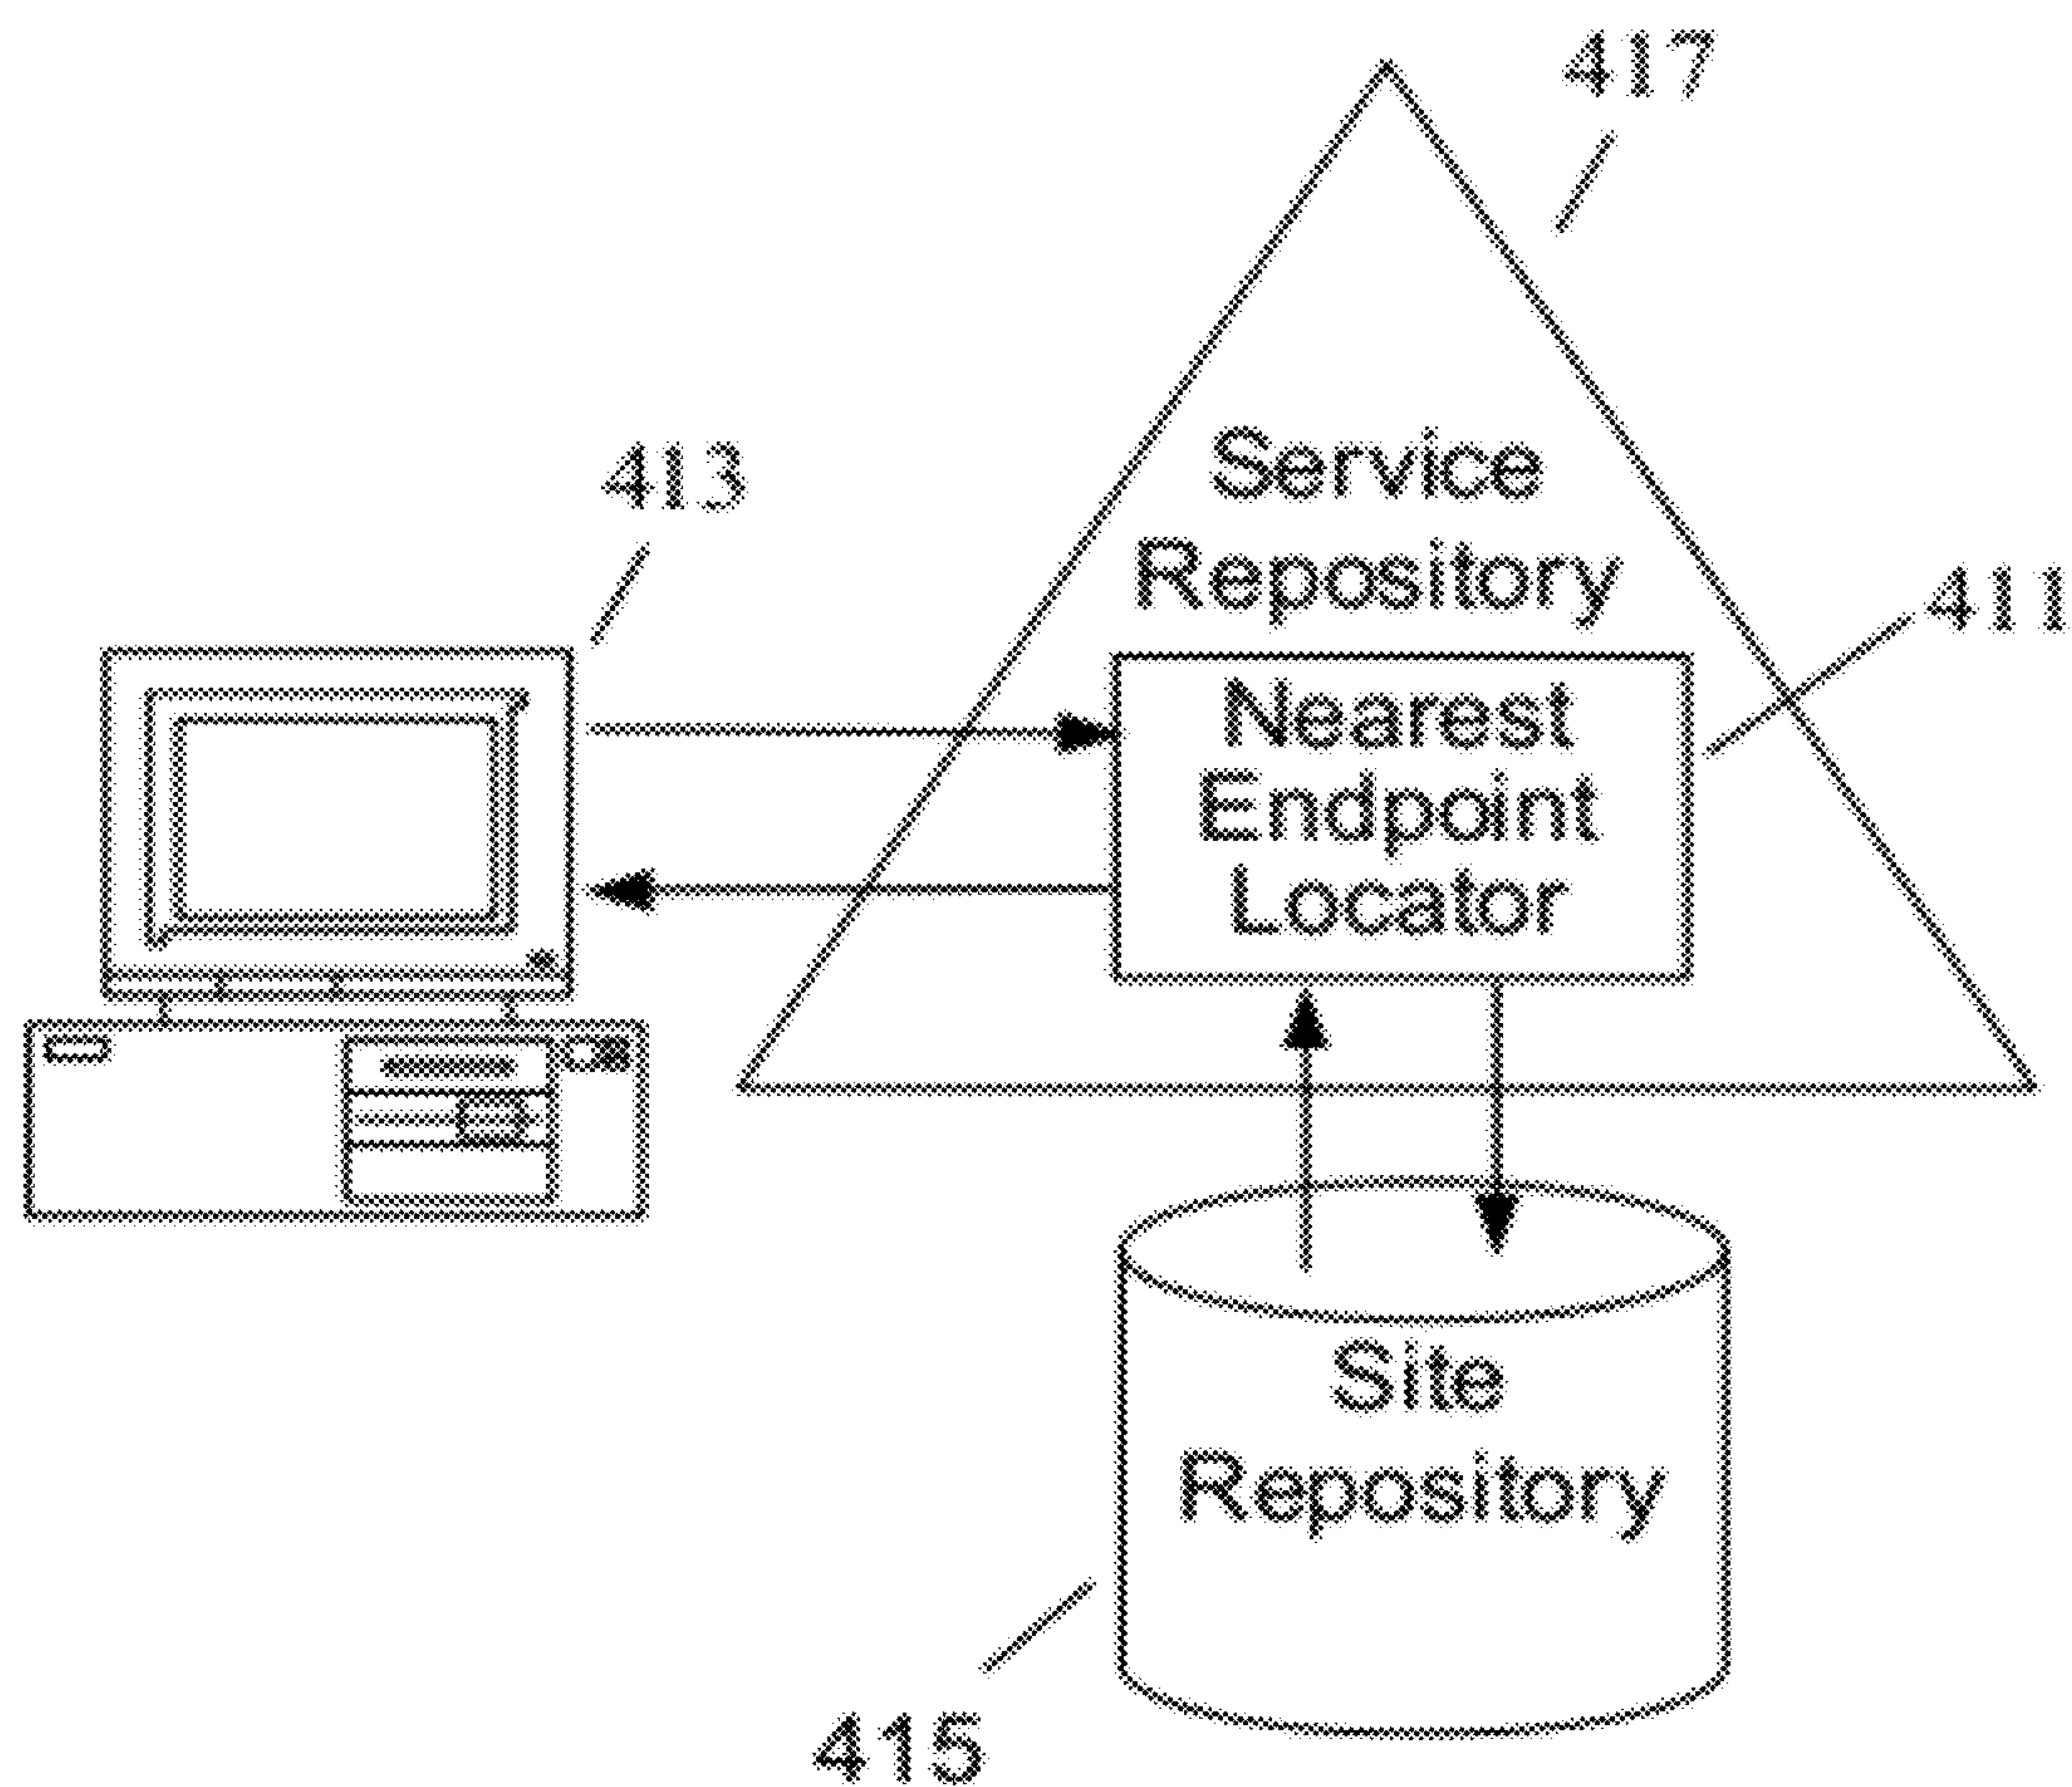 417
413
Service
Repository
411
Nearest
Endpoint
Locator
Site
Repository
415